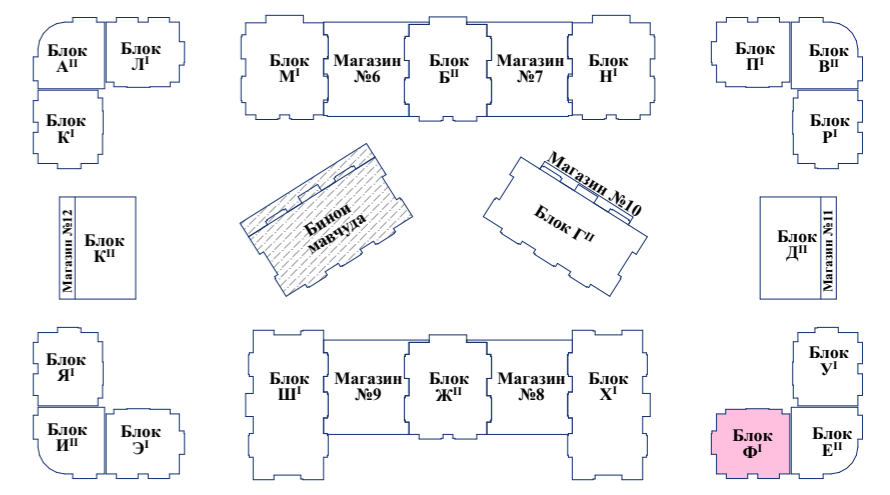 Блок
Аᴵᴵ
Блок
Лᴵ
Блок
Мᴵ
Магазин
№6
Блок
Бᴵᴵ
Магазин
№7
Блок
Нᴵ
Блок
Пᴵ
Блок
Вᴵᴵ
Блок
Кᴵ
Блок
Рᴵ
Магазин №12
Блок
Кᴵᴵ
Бинои
мавчуда
Магазин №10
Блок Гᴵᴵ
Блок
Дᴵᴵ
Магазин №11
Блок
Яᴵ
Блок
Шᴵ
Магазин
№9
Блок
Жᴵᴵ
Магазин
№8
Блок
Хᴵ
Блок
Уᴵ
Блок
Иᴵᴵ
Блок
Эᴵ
Блок
Фᴵ
Блок
Еᴵᴵ